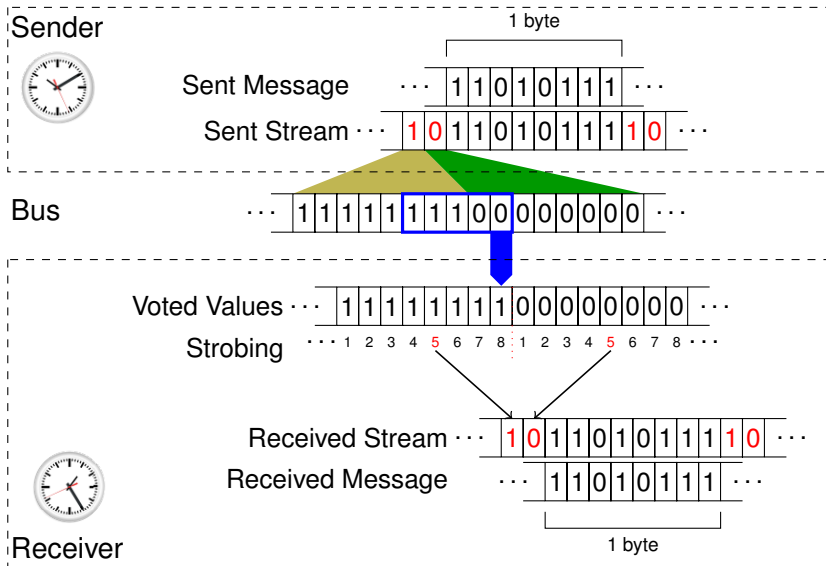 Sender
1 byte
Sent Message ··· 1 1 0 1 0 1 1 1 ···
Sent Stream ··· 1 0 1 1 0 1 0 1 1 1 1 0 ···
Bus ··· 1 1 1 1 1 1 1 1 0 0 0 0 0 0 0 0 ···
Voted Values ··· 1 1 1 1 1 1 1 1 0 0 0 0 0 0 0 0 ···
Strobing ··· 1 2 3 4 5 6 7 8 1 2 3 4 5 6 7 8 ···
Received Stream ··· 1 0 1 1 0 1 0 1 1 1 1 0 ···
Received Message ··· 1 1 0 1 0 1 1 1 ···
1 byte
Receiver